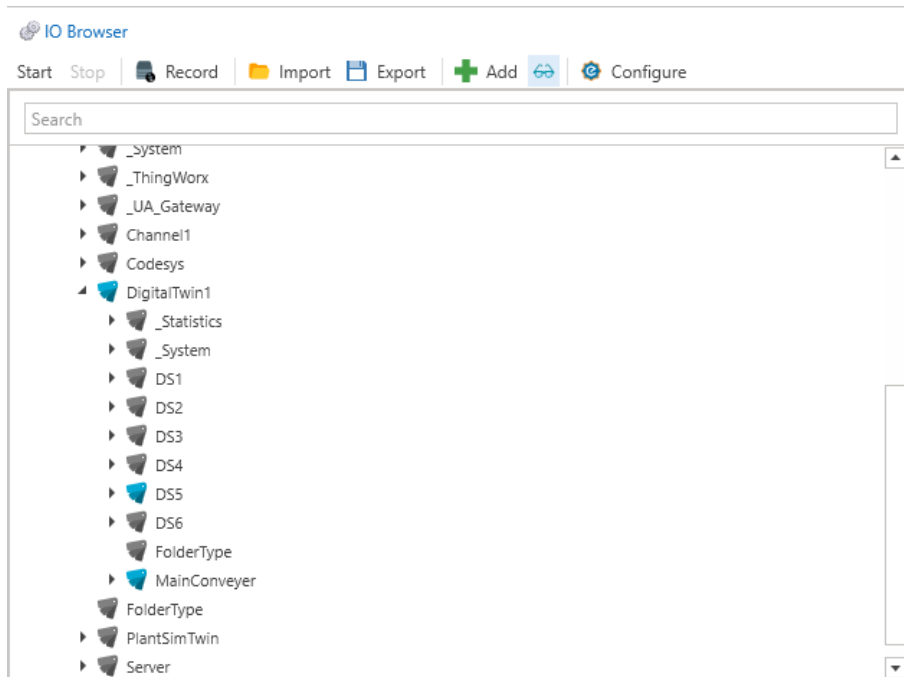 IO Browser
Start Stop Record Import Export Add Configure
Search
_System
_ThingWorx
_UA_Gateway
Channel1
Codesys
DigitalTwin1
_Statistics
_System
DS1
DS2
DS3
DS4
DS5
DS6
FolderType
MainConveyer
FolderType
PlantSimTwin
Server